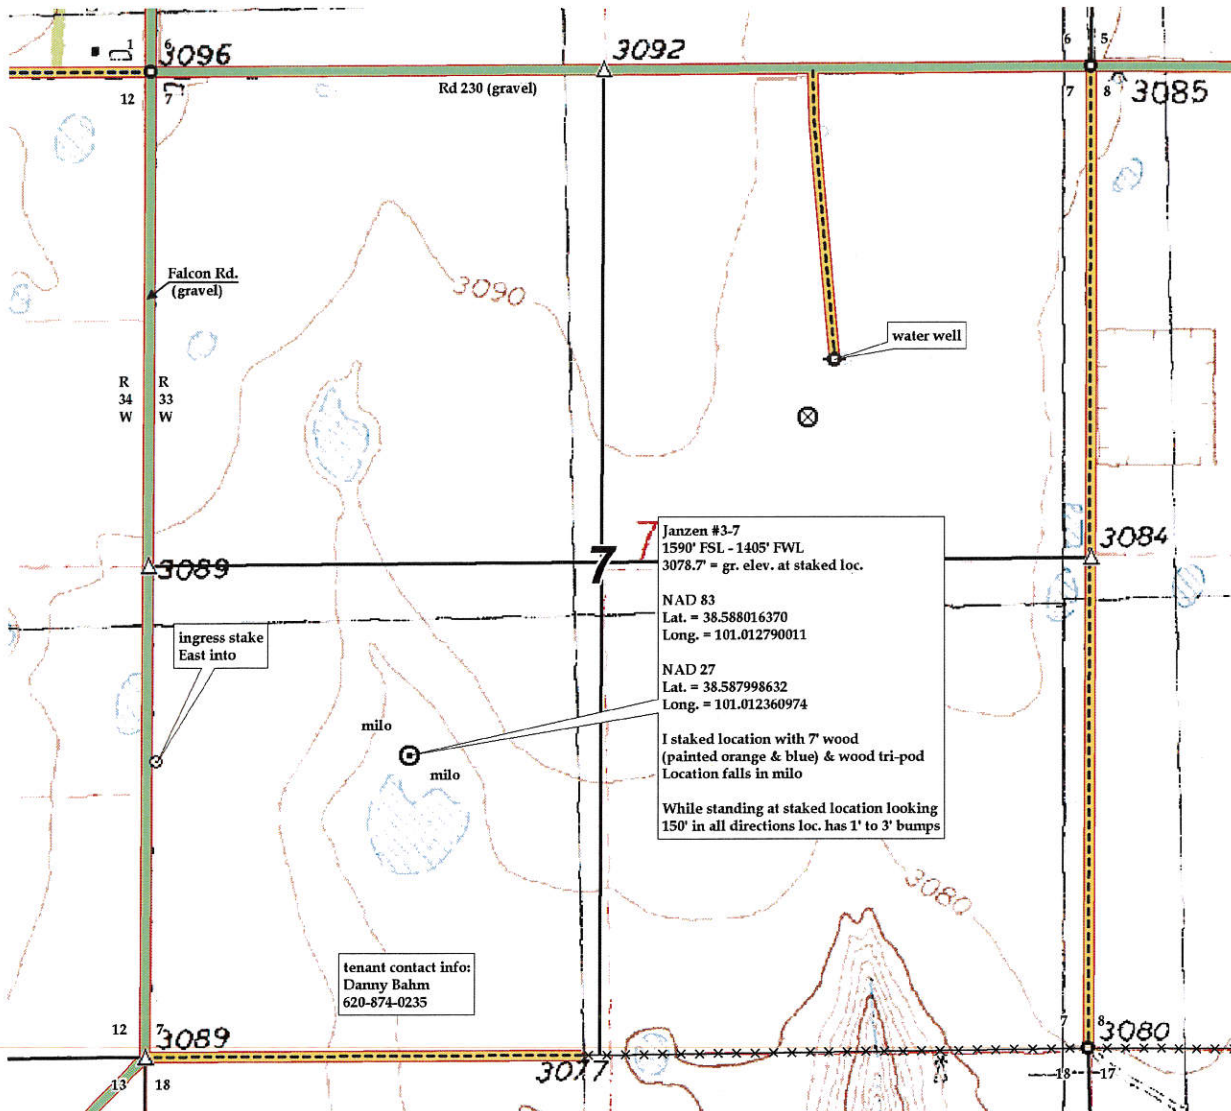 1 6
3096
12 7
3092
6 5
7 8
3085
Rd 230 (gravel)
Falcon Rd.
(gravel)
3090
water well
R R
34 33
W W
3089
7
7
3084
Janzen #3-7
1590' FSL - 1405' FWL
3078.7' = gr. elev. at staked loc.
NAD 83
Lat. = 38.588016370
Long. = 101.012790011
NAD 27
Lat. = 38.587998632
Long. = 101.012360974
I staked location with 7' wood
(painted orange & blue) & wood tri-pod
Location falls in milo
While standing at staked location looking
150' in all directions loc. has 1' to 3' bumps
ingress stake
East into
milo
milo
3080
tenant contact info:
Danny Bahm
620-874-0235
12 7
3089
13 18
3077
7 8
3080
18 17